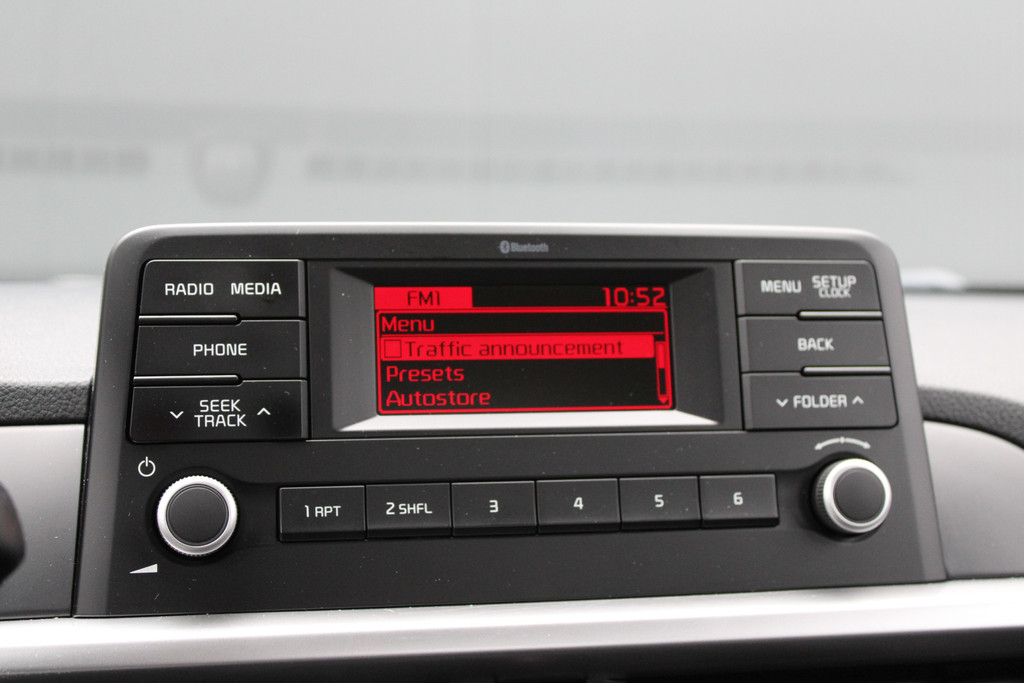 Bluetooth
RADIO MEDIA
PHONE
SEEK
TRACK
FM1 10:52
Menu
Traffic announcement
Presets
Autostore
MENU SETUP
CLOCK
BACK
FOLDER
1 RPT
2 SHFL
3
4
5
6